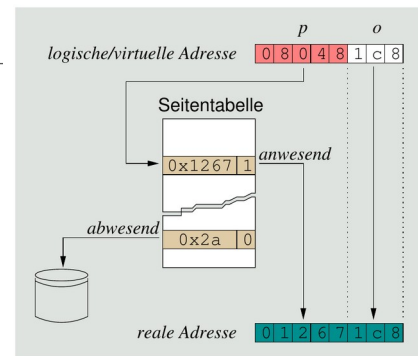 p o
logische/virtuelle Adresse 0 8 0 4 8 1 c 8
Seitentabelle
0x1267 1 anwesend
abwesend
0x2a 0
reale Adresse 0 1 2 6 7 1 c 8